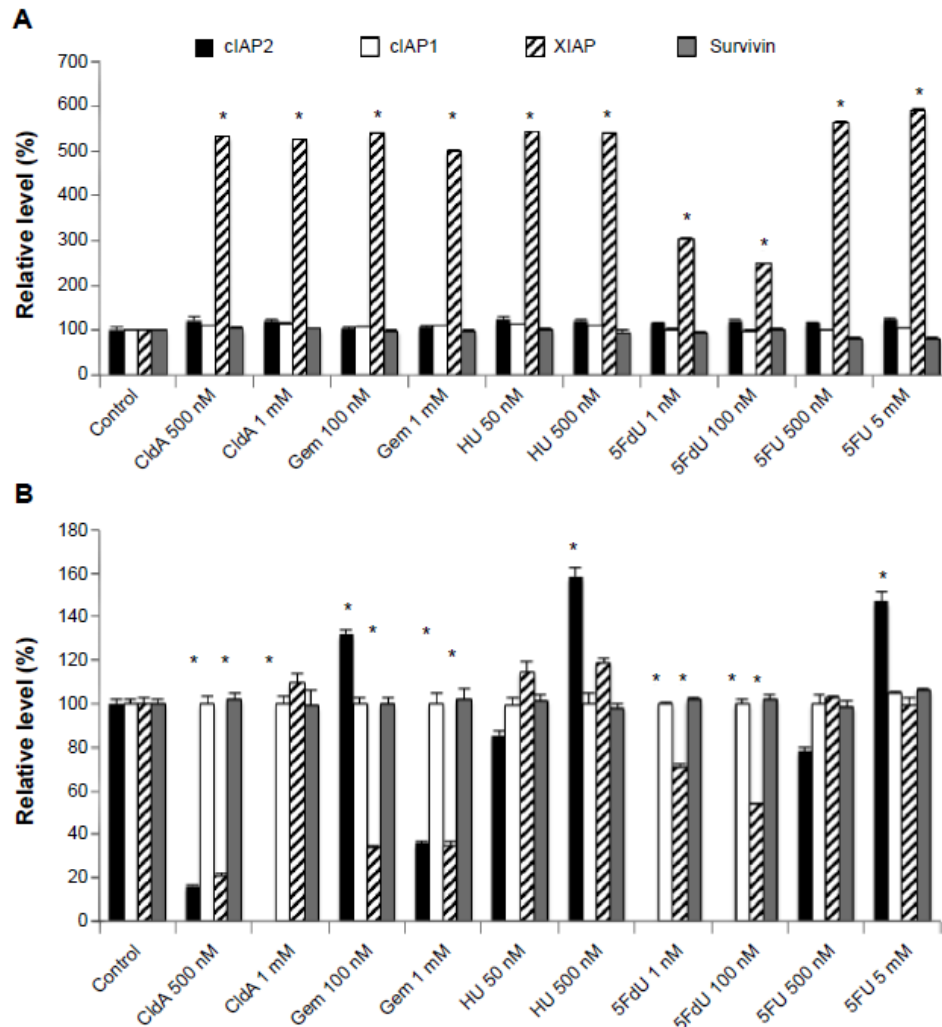 A
cIAP2 cIAP1 XIAP Survivin
Relative level (%)
700
600
500
400
300
200
100
0
* * * * * * * * * *
Control CldA 500 nM CldA 1 mM Gem 100 nM Gem 1 mM HU 50 nM HU 500 nM 5FdU 1 nM 5FdU 100 nM 5FU 500 nM 5FU 5 mM
B
Relative level (%)
180
160
140
120
100
80
60
40
20
0
* * * * * * * * * * * * *
Control CldA 500 nM CldA 1 mM Gem 100 nM Gem 1 mM HU 50 nM HU 500 nM 5FdU 1 nM 5FdU 100 nM 5FU 500 nM 5FU 5 mM